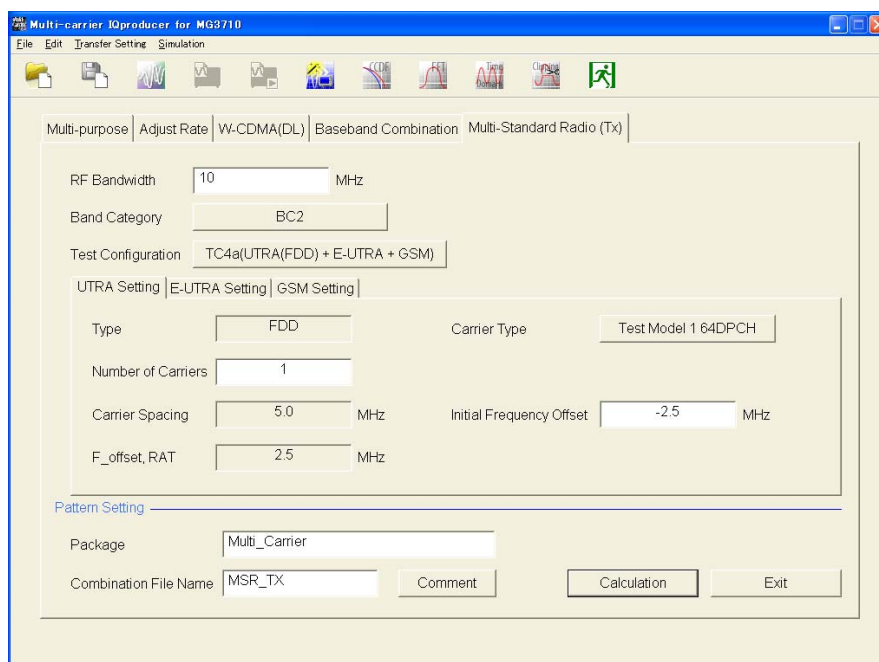 Multi-carrier IQproducer for MG3710
File Edit Transfer Setting Simulation
CCDF FFT Time Domain Clipping
Multi-purpose Adjust Rate W-CDMA(DL) Baseband Combination Multi-Standard Radio (Tx)
RF Bandwidth 10 MHz
Band Category BC2
Test Configuration TC4a(UTRA(FDD) + E-UTRA + GSM)
UTRA Setting E-UTRA Setting GSM Setting
Type FDD Carrier Type Test Model 1 64DPCH
Number of Carriers 1
Carrier Spacing 5.0 MHz Initial Frequency Offset -2.5 MHz
F_offset, RAT 2.5 MHz
Pattern Setting
Package Multi_Carrier
Combination File Name MSR_TX Comment Calculation Exit